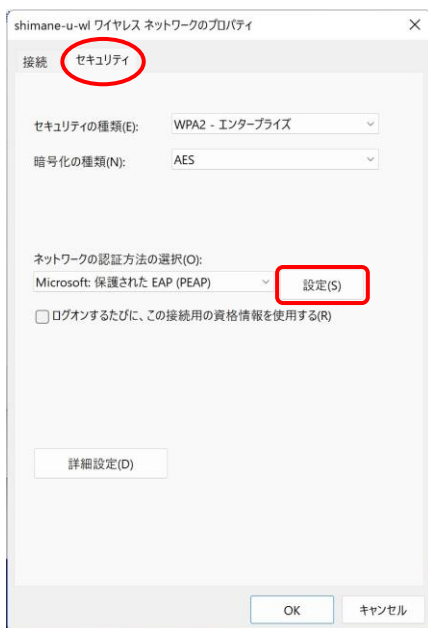 shimane-u-wl ワイヤレス ネットワークのプロパティ
接続 セキュリティ
セキュリティの種類(E): WPA2 - エンタープライズ
暗号化の種類(N): AES
ネットワークの認証方法の選択(O):
Microsoft: 保護された EAP (PEAP) 設定(S)
ログオンするたびに、この接続用の資格情報を使用する(R)
詳細設定(D)
OK キャンセル